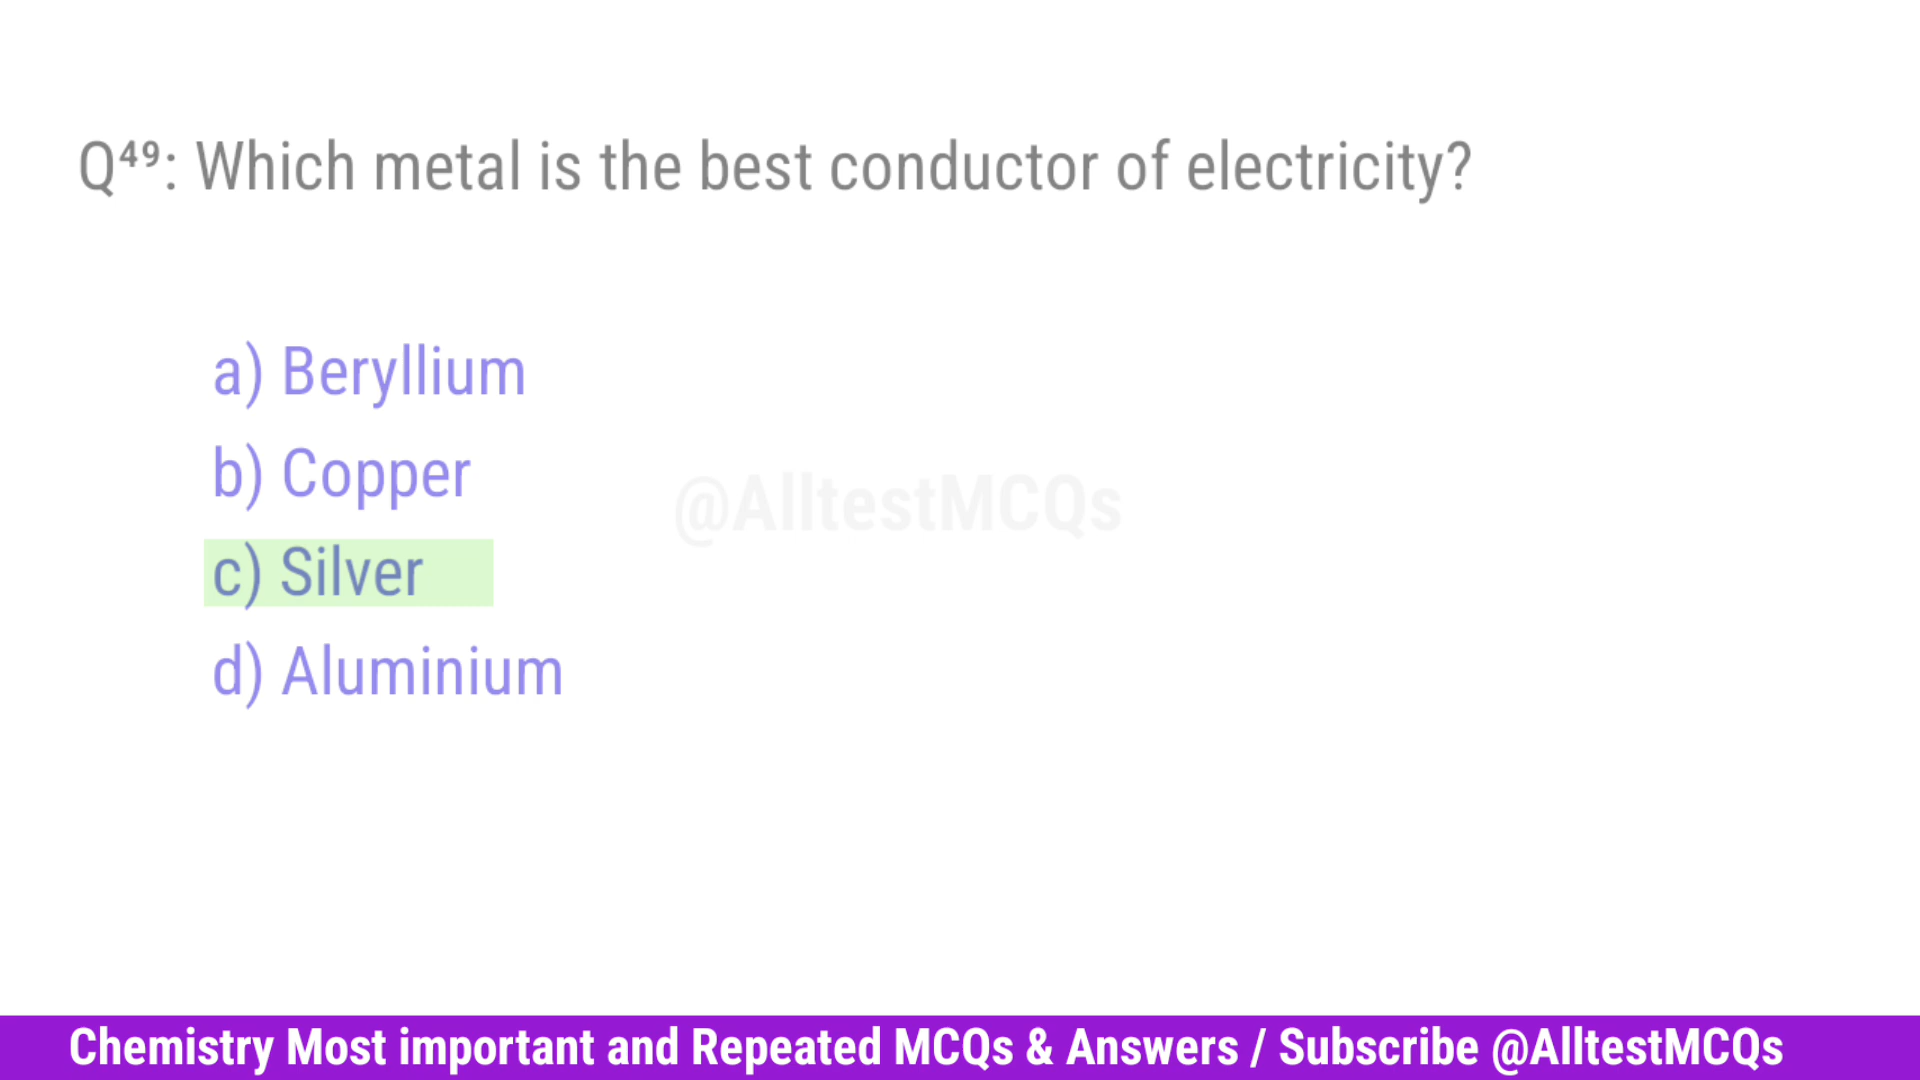 Q⁴⁹: Which metal is the best conductor of electricity?
a) Beryllium
b) Copper
@AlltestMCQs
c) Silver
d) Aluminium
Chemistry Most important and Repeated MCQs & Answers / Subscribe @AlltestMCQs